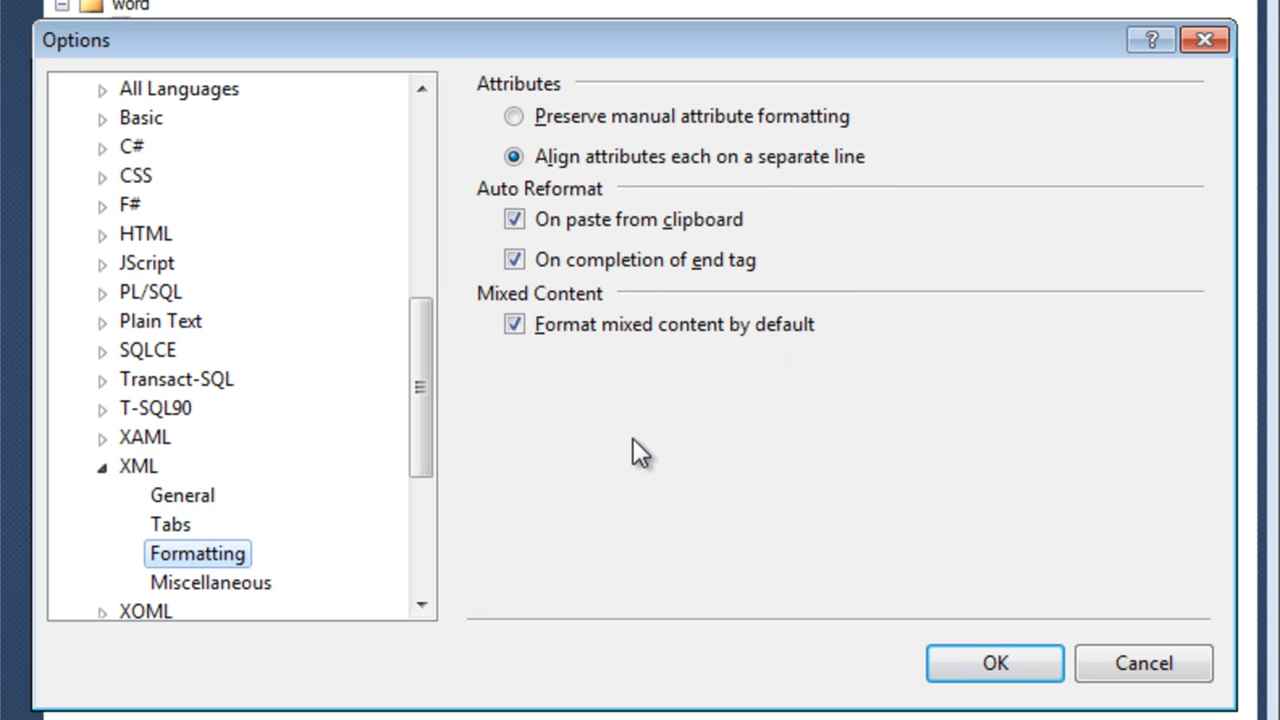 word
Options
All Languages
Basic
C#
CSS
F#
HTML
JScript
PL/SQL
Plain Text
SQLCE
Transact-SQL
T-SQL90
XAML
XML
General
Tabs
Formatting
Miscellaneous
XOML
Attributes
Preserve manual attribute formatting
Align attributes each on a separate line
Auto Reformat
On paste from clipboard
On completion of end tag
Mixed Content
Format mixed content by default
OK
Cancel